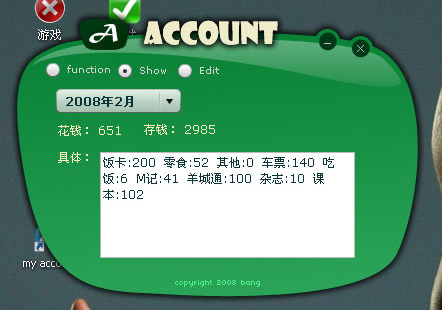 游戏
A ACCOUNT
function Show Edit
2008年2月
花钱: 651 存钱: 2985
具体:
饭卡:200 零食:52 其他:0 车票:140 吃
饭:6 M记:41 羊城通:100 杂志:10 课
本:102
my acco
copyright 2008 bang